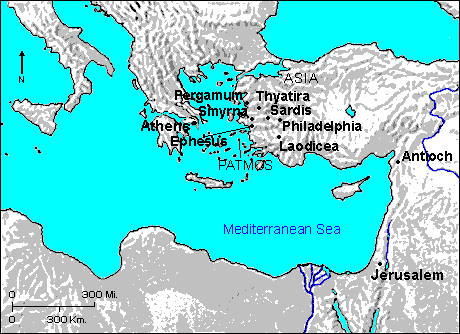 N
ASIA
Pergamum
Thyatira
Sardis
Smyrna
Athens
Philadelphia
Ephesus
Laodicea
PATMOS
Antioch
Mediterranean Sea
Jerusalem
0 300 Mi.
0 300 Km.